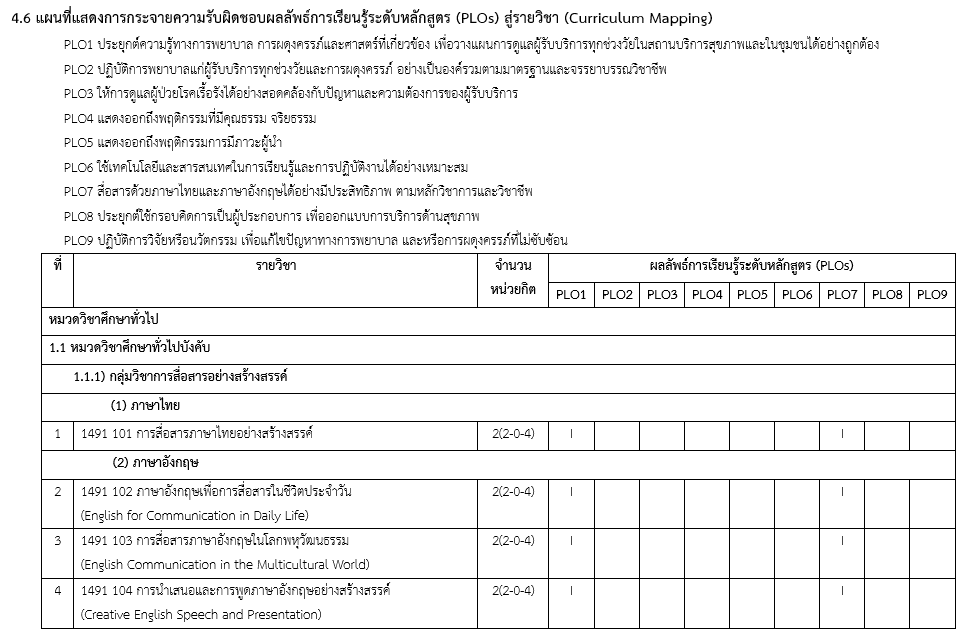 4.6 แผนที่แสดงการกระจายความรับผิดชอบผลลัพธ์การเรียนรู้ระดับหลักสูตร (PLOs) สู่รายวิชา (Curriculum Mapping)
PLO1 ประยุกต์ความรู้ทางการพยาบาล การผดุงครรภ์และศาสตร์ที่เกี่ยวข้อง เพื่อวางแผนการดูแลผู้รับบริการทุกช่วงวัยในสถานบริการสุขภาพและในชุมชนได้อย่างถูกต้อง
PLO2 ปฏิบัติการพยาบาลแก่ผู้รับบริการทุกช่วงวัยและการผดุงครรภ์ อย่างเป็นองค์รวมตามมาตรฐานและจรรยาบรรณวิชาชีพ
PLO3 ให้การดูแลผู้ป่วยโรคเรื้อรังได้อย่างสอดคล้องกับปัญหาและความต้องการของผู้รับบริการ
PLO4 แสดงออกถึงพฤติกรรมที่มีคุณธรรม จริยธรรม
PLO5 แสดงออกถึงพฤติกรรมการมีภาวะผู้นำ
PLO6 ใช้เทคโนโลยีและสารสนเทศในการเรียนรู้และการปฏิบัติงานได้อย่างเหมาะสม
PLO7 สื่อสารด้วยภาษาไทยและภาษาอังกฤษได้อย่างมีประสิทธิภาพ ตามหลักวิชาการและวิชาชีพ
PLO8 ประยุกต์ใช้กรอบคิดการเป็นผู้ประกอบการ เพื่อออกแบบการบริการด้านสุขภาพ
PLO9 ปฏิบัติการวิจัยหรือนวัตกรรม เพื่อแก้ไขปัญหาทางการพยาบาล และหรือการผดุงครรภ์ที่ไม่ซับซ้อน
ที่ รายวิชา จำนวน ผลลัพธ์การเรียนรู้ระดับหลักสูตร (PLOs)
หน่วยกิต PLO1 PLO2 PLO3 PLO4 PLO5 PLO6 PLO7 PLO8 PLO9
หมวดวิชาศึกษาทั่วไป
1.1 หมวดวิชาศึกษาทั่วไปบังคับ
1.1.1) กลุ่มวิชาการสื่อสารอย่างสร้างสรรค์
(1) ภาษาไทย
1 1491 101 การสื่อสารภาษาไทยอย่างสร้างสรรค์ 2(2-0-4) I I
(2) ภาษาอังกฤษ
2 1491 102 ภาษาอังกฤษเพื่อการสื่อสารในชีวิตประจำวัน 2(2-0-4) I I
(English for Communication in Daily Life)
3 1491 103 การสื่อสารภาษาอังกฤษในโลกพหุวัฒนธรรม 2(2-0-4) I I
(English Communication in the Multicultural World)
4 1491 104 การนำเสนอและการพูดภาษาอังกฤษอย่างสร้างสรรค์ 2(2-0-4) I I
(Creative English Speech and Presentation)